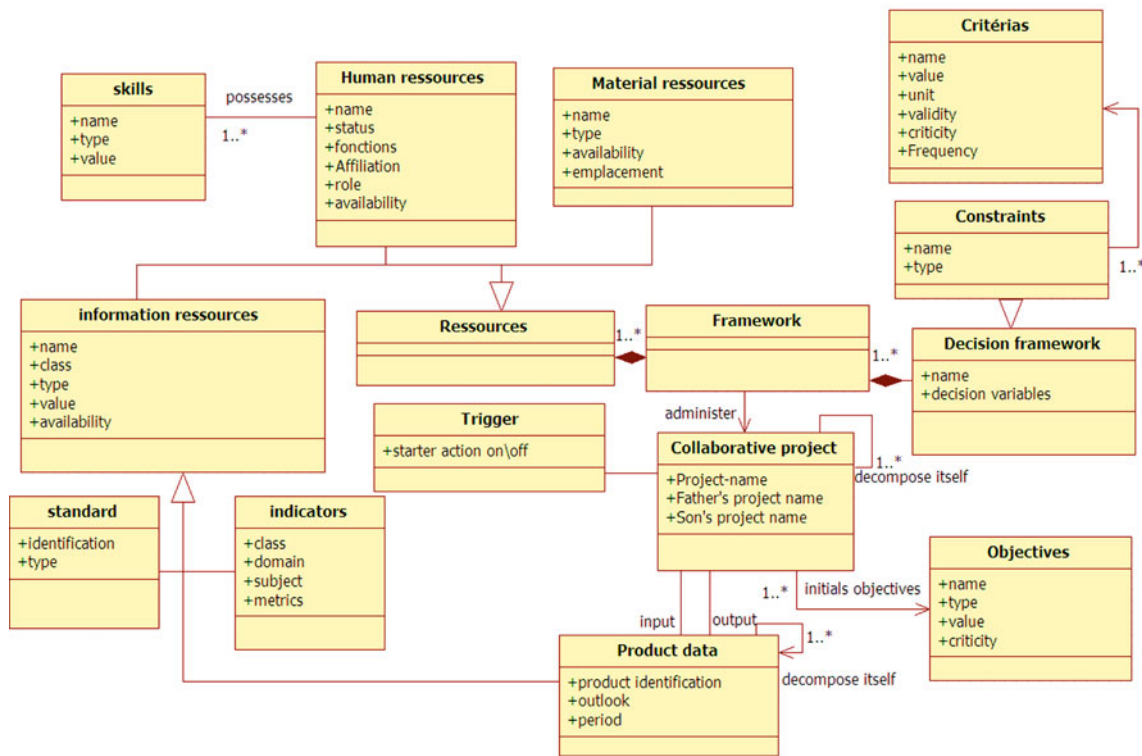 Critérias
+name
+value
+unit
+validity
+criticity
+Frequency
Human ressources
+name
+status
+fonctions
+Affiliation
+role
+availability
Material ressources
+name
+type
+availability
+emplacement
skills
+name
+type
+value
possesses
1..*
Constraints
+name
+type
1..*
information ressources
+name
+class
+type
+value
+availability
Ressources
1..*
Framework
1..*
Decision framework
+name
+decision variables
administer
Trigger
+starter action on\off
Collaborative project
+Project-name
+Father's project name
+Son's project name
1..*
decompose itself
standard
+identification
+type
indicators
+class
+domain
+subject
+metrics
Objectives
+name
+type
+value
+criticity
1..*
initials objectives
input
output
1..*
Product data
+product identification
+outlook
+period
decompose itself